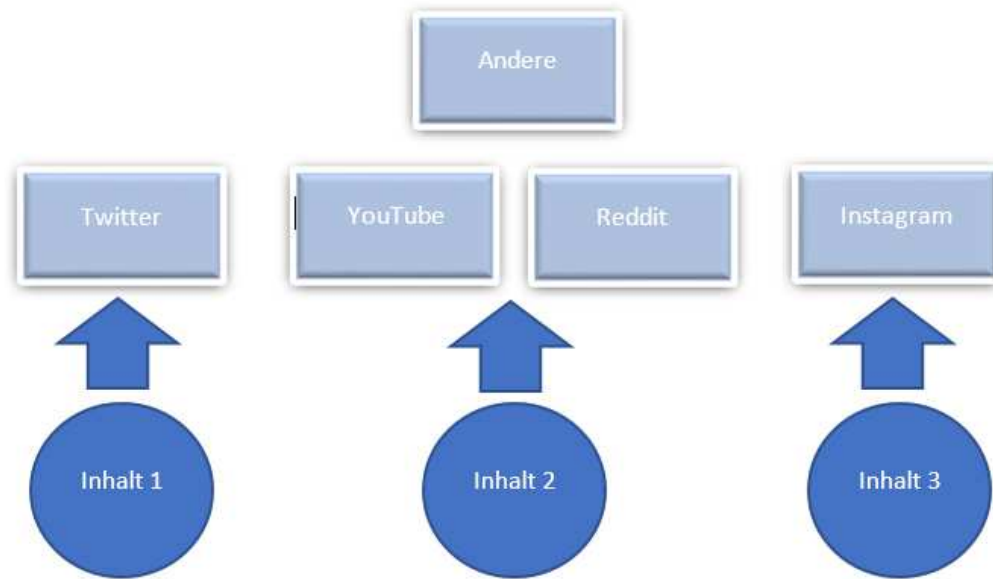 Andere
Twitter
YouTube
Reddit
Instagram
Inhalt 1
Inhalt 2
Inhalt 3